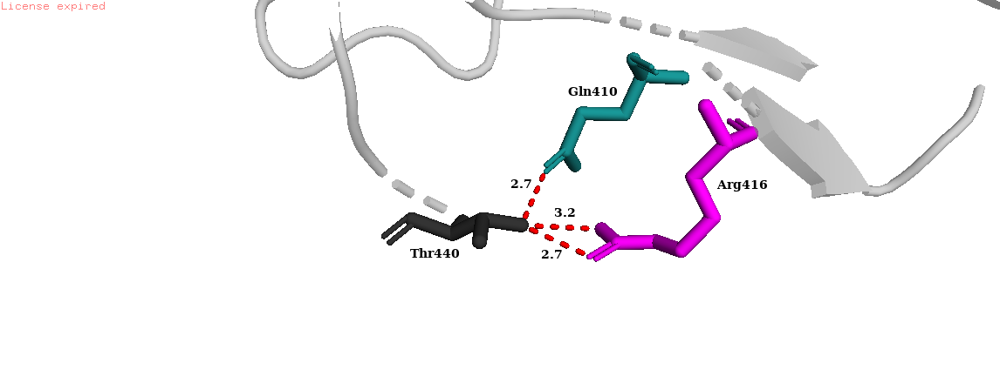 License expired
Gln410
2.7
Arg416
3.2
Thr440
2.7